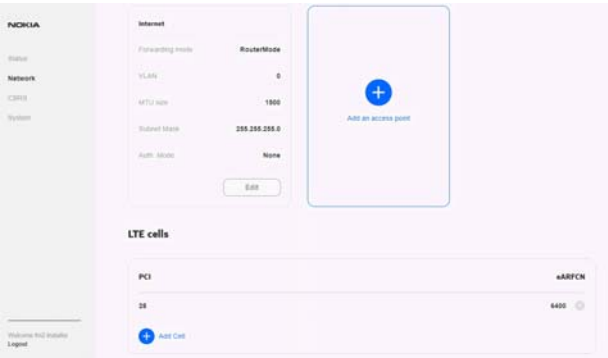 NOKIA
Status
Network
CBRS
System
Welcome RnD Installer
Logout
Internet
Forwarding mode RouterMode
VLAN 0
MTU size 1500
Subnet Mask 255.255.255.0
Auth. Mode None
Edit
Add an access point
LTE cells
PCI eARFCN
28 6400
Add Cell